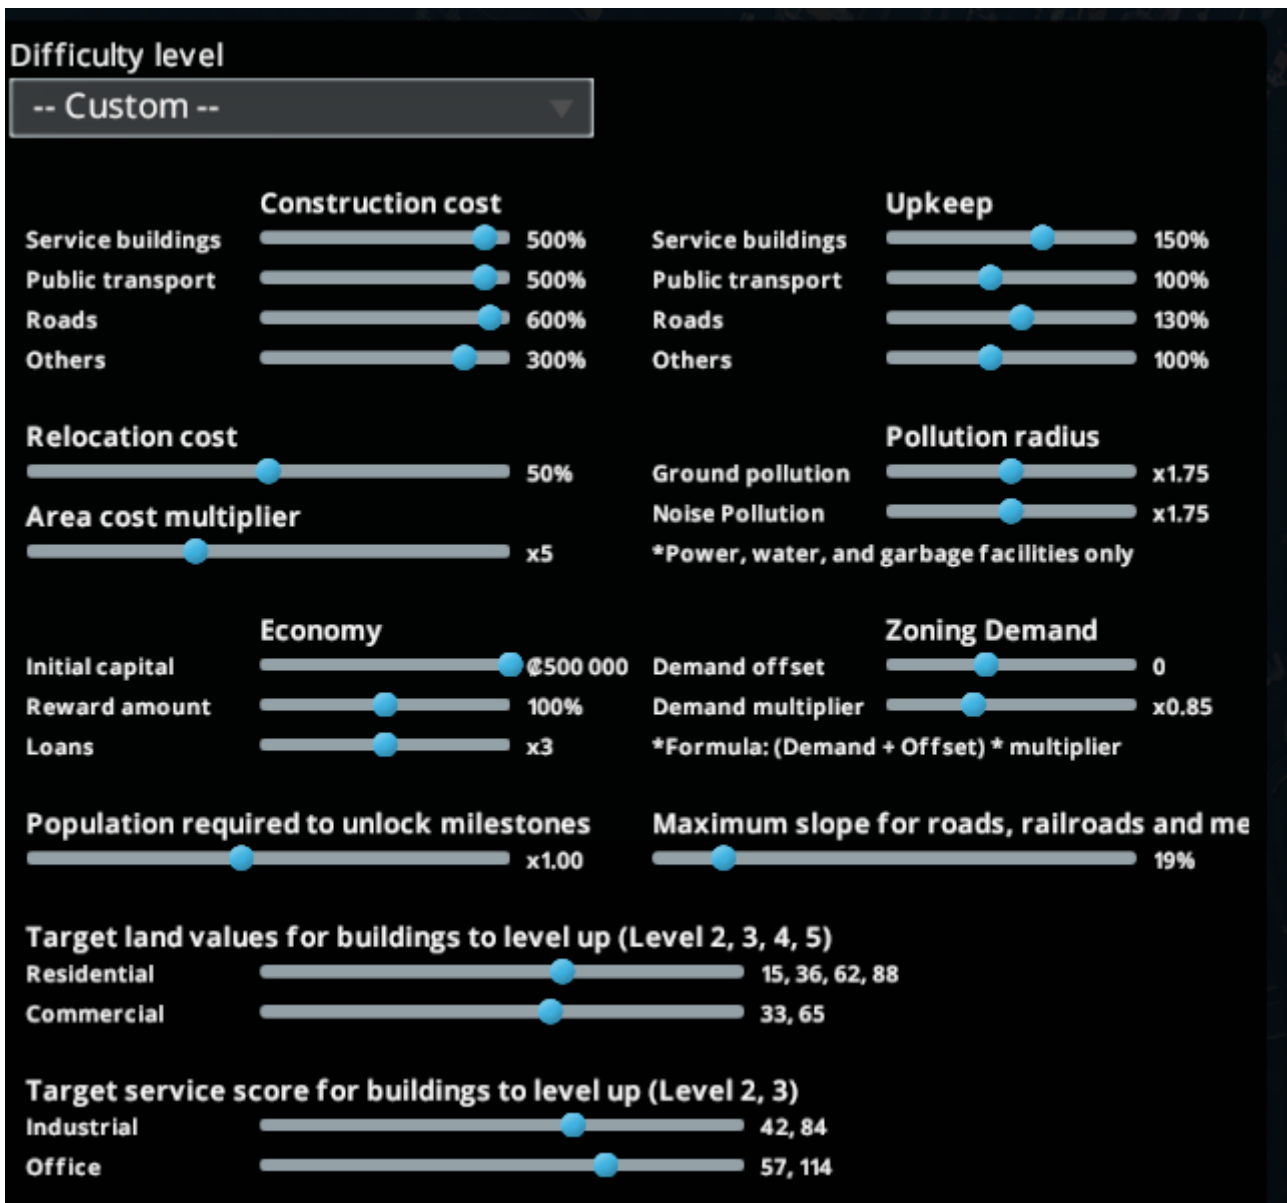 Difficulty level
-- Custom --
Construction cost
Service buildings 500%
Public transport 500%
Roads 600%
Others 300%
Upkeep
Service buildings 150%
Public transport 100%
Roads 130%
Others 100%
Relocation cost
50%
Area cost multiplier
x5
Pollution radius
Ground pollution x1.75
Noise Pollution x1.75
*Power, water, and garbage facilities only
Economy
Initial capital ₡500 000
Reward amount 100%
Loans x3
Zoning Demand
Demand offset 0
Demand multiplier x0.85
*Formula: (Demand + Offset) * multiplier
Population required to unlock milestones
x1.00
Maximum slope for roads, railroads and me
19%
Target land values for buildings to level up (Level 2, 3, 4, 5)
Residential 15, 36, 62, 88
Commercial 33, 65
Target service score for buildings to level up (Level 2, 3)
Industrial 42, 84
Office 57, 114